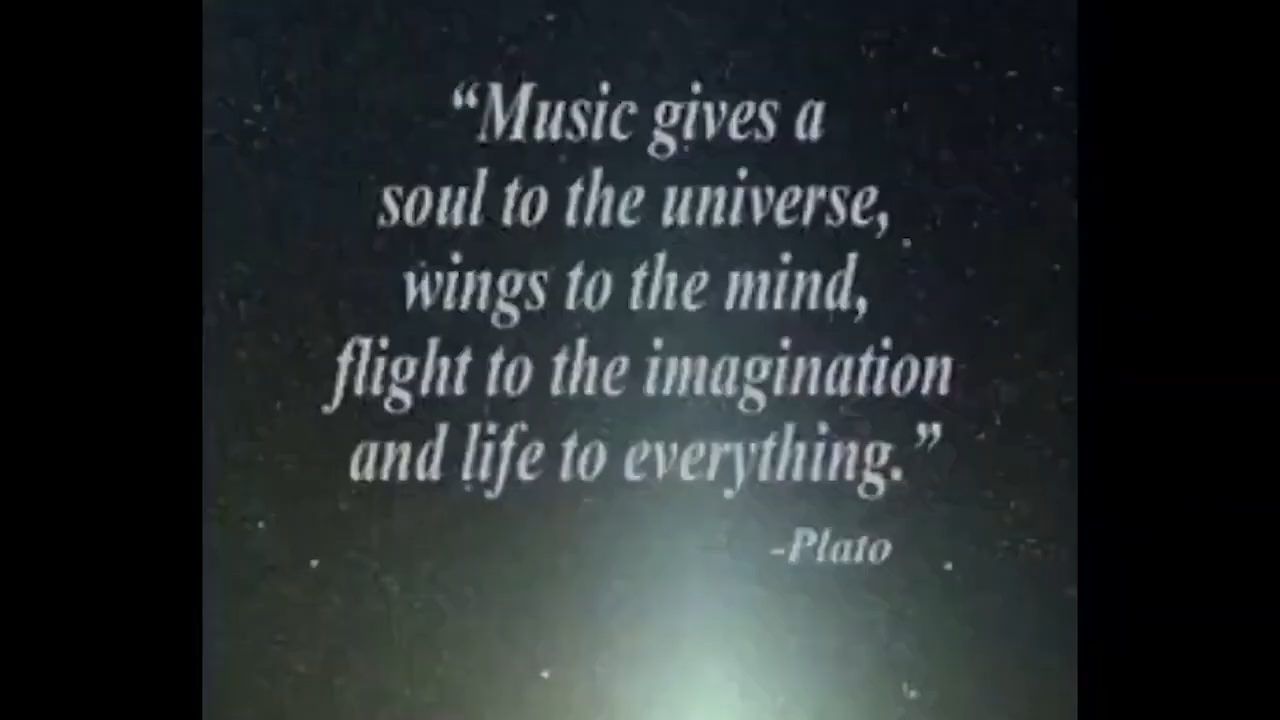 “Music gives a
soul to the universe,
wings to the mind,
flight to the imagination
and life to everything.”
-Plato